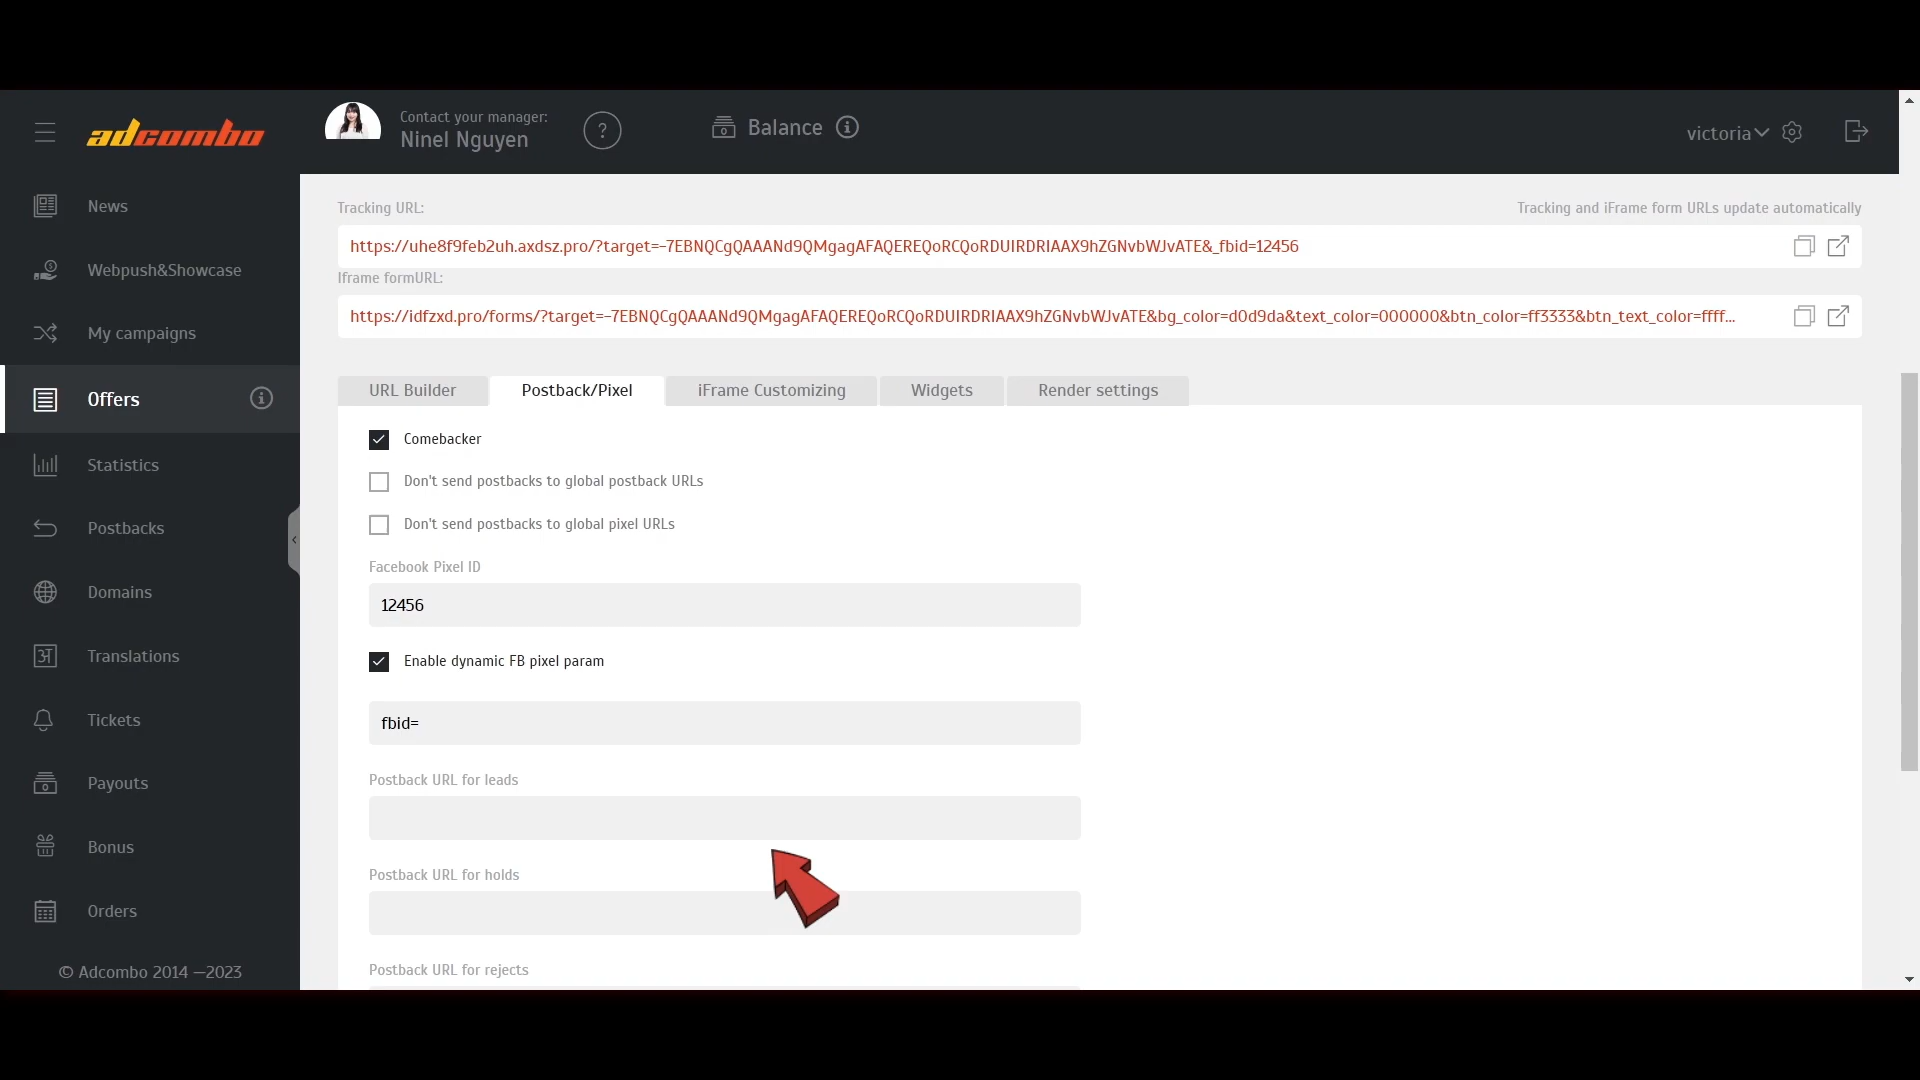 adcombo
Contact your manager:
Ninel Nguyen
?
Balance
victoria
News
Webpush&Showcase
My campaigns
Offers
Statistics
Postbacks
Domains
Translations
Tickets
Payouts
Bonus
Orders
© Adcombo 2014 —2023
Tracking URL:
Tracking and iFrame form URLs update automatically
https://uhe8f9feb2uh.axdsz.pro/?target=-7EBNQCgQAAANd9QMgagAFAQEREQoRCQoRDUIRDRIAAX9hZGNvbWJvATE&_fbid=12456
Iframe formURL:
https://idfzxd.pro/forms/?target=-7EBNQCgQAAANd9QMgagAFAQEREQoRCQoRDUIRDRIAAX9hZGNvbWJvATE&bg_color=d0d9da&text_color=000000&btn_color=ff3333&btn_text_color=ffff...
URL Builder
Postback/Pixel
iFrame Customizing
Widgets
Render settings
Comebacker
Don't send postbacks to global postback URLs
Don't send postbacks to global pixel URLs
Facebook Pixel ID
12456
Enable dynamic FB pixel param
fbid=
Postback URL for leads
Postback URL for holds
Postback URL for rejects